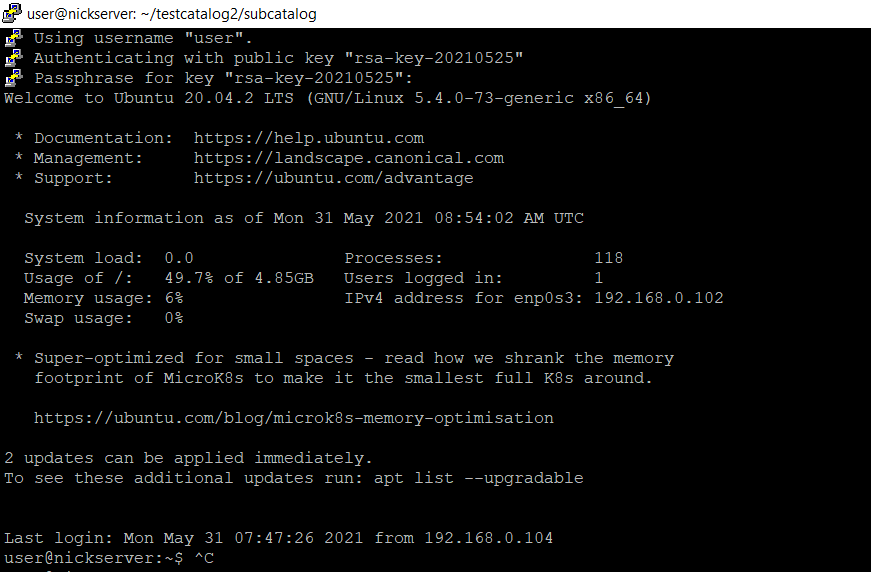 user@nickserver: ~/testcatalog2/subcatalog
Using username "user".
Authenticating with public key "rsa-key-20210525"
Passphrase for key "rsa-key-20210525":
Welcome to Ubuntu 20.04.2 LTS (GNU/Linux 5.4.0-73-generic x86_64)
* Documentation:  https://help.ubuntu.com
* Management:     https://landscape.canonical.com
* Support:        https://ubuntu.com/advantage
System information as of Mon 31 May 2021 08:54:02 AM UTC
System load:  0.0               Processes:               118
Usage of /:   49.7% of 4.85GB   Users logged in:         1
Memory usage: 6%                IPv4 address for enp0s3: 192.168.0.102
Swap usage:   0%
* Super-optimized for small spaces - read how we shrank the memory
footprint of MicroK8s to make it the smallest full K8s around.
https://ubuntu.com/blog/microk8s-memory-optimisation
2 updates can be applied immediately.
To see these additional updates run: apt list --upgradable
Last login: Mon May 31 07:47:26 2021 from 192.168.0.104
user@nickserver:~$ ^C